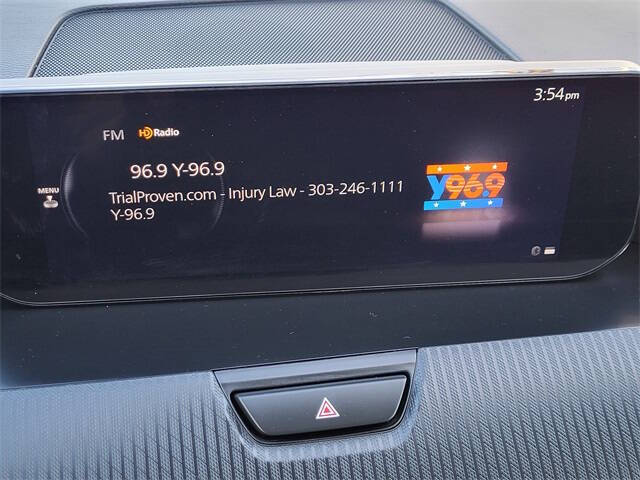 3:54pm
FM HD Radio
96.9 Y-96.9
MENU
TrialProven.com - Injury Law - 303-246-1111
Y-96.9
Y96.9